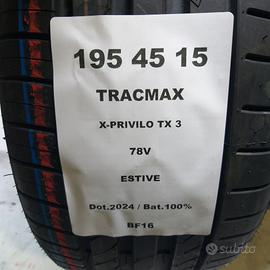 195 45 15
TRACMAX
X-PRIVILO TX 3
78V
ESTIVE
Dot.2024 / Bat.100%
BF16
subito